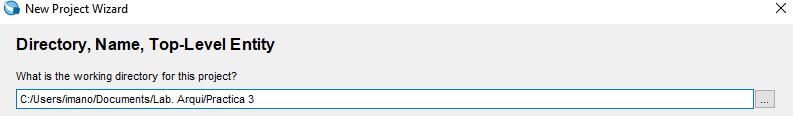 New Project Wizard
Directory, Name, Top-Level Entity
What is the working directory for this project?
C:/Users/imano/Documents/Lab. Arqui/Practica 3
...